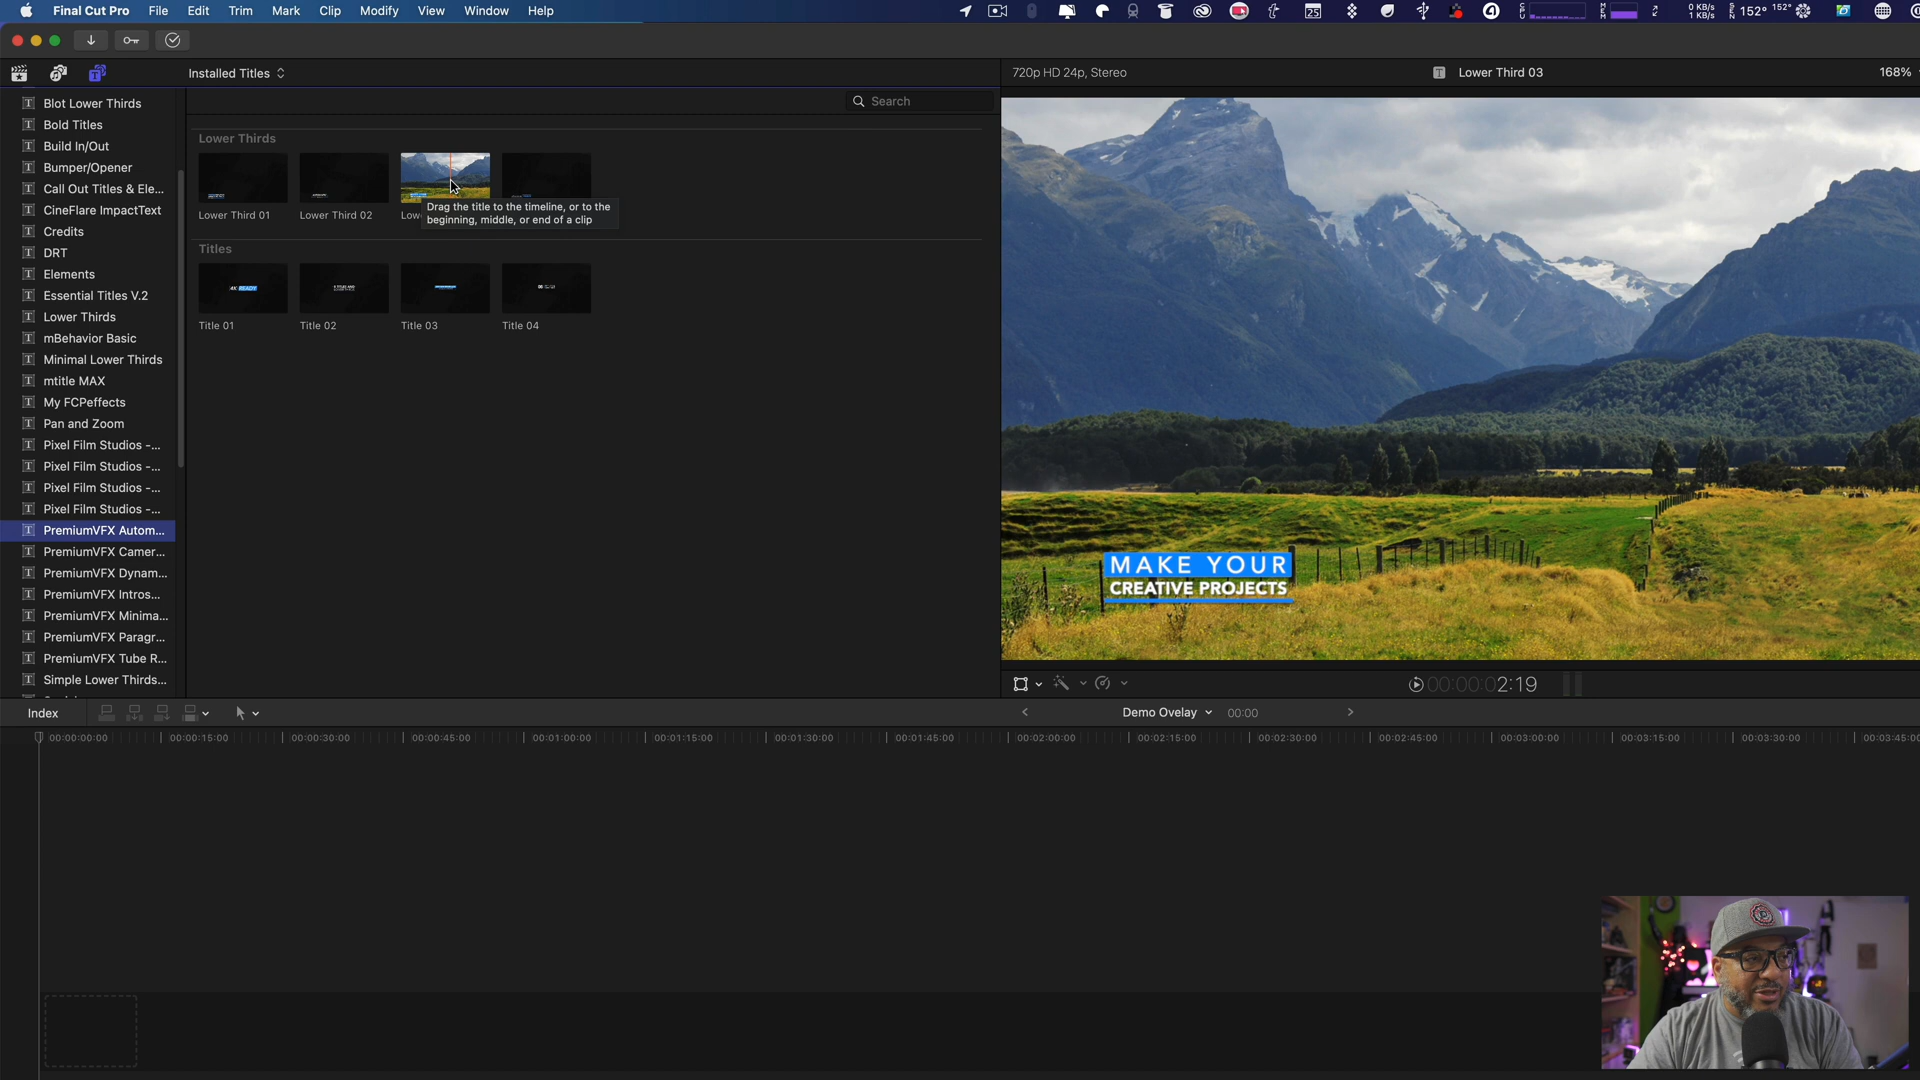 Final Cut Pro File Edit Trim Mark Clip Modify View Window Help
25
0 KB/s
1 KB/s
152° 152°
Installed Titles
720p HD 24p, Stereo
Lower Third 03
168%
Search
Blot Lower Thirds
Bold Titles
Build In/Out
Bumper/Opener
Call Out Titles & Ele...
CineFlare ImpactText
Credits
DRT
Elements
Essential Titles V.2
Lower Thirds
mBehavior Basic
Minimal Lower Thirds
mtitle MAX
My FCPeffects
Pan and Zoom
Pixel Film Studios -...
Pixel Film Studios -...
Pixel Film Studios -...
Pixel Film Studios -...
PremiumVFX Autom...
PremiumVFX Camer...
PremiumVFX Dynam...
PremiumVFX Intros...
PremiumVFX Minima...
PremiumVFX Paragr...
PremiumVFX Tube R...
Simple Lower Thirds...
Lower Thirds
Lower Third 01
Lower Third 02
Drag the title to the timeline, or to the
beginning, middle, or end of a clip
Titles
4K READY
Title 01
Title 02
Title 03
Title 04
MAKE YOUR
CREATIVE PROJECTS
00:00:02:19
Index
Demo Ovelay 00:00
00:00:00:00 00:00:15:00 00:00:30:00 00:00:45:00 00:01:00:00 00:01:15:00 00:01:30:00 00:01:45:00 00:02:00:00 00:02:15:00 00:02:30:00 00:02:45:00 00:03:00:00 00:03:15:00 00:03:30:00 00:03:45:00